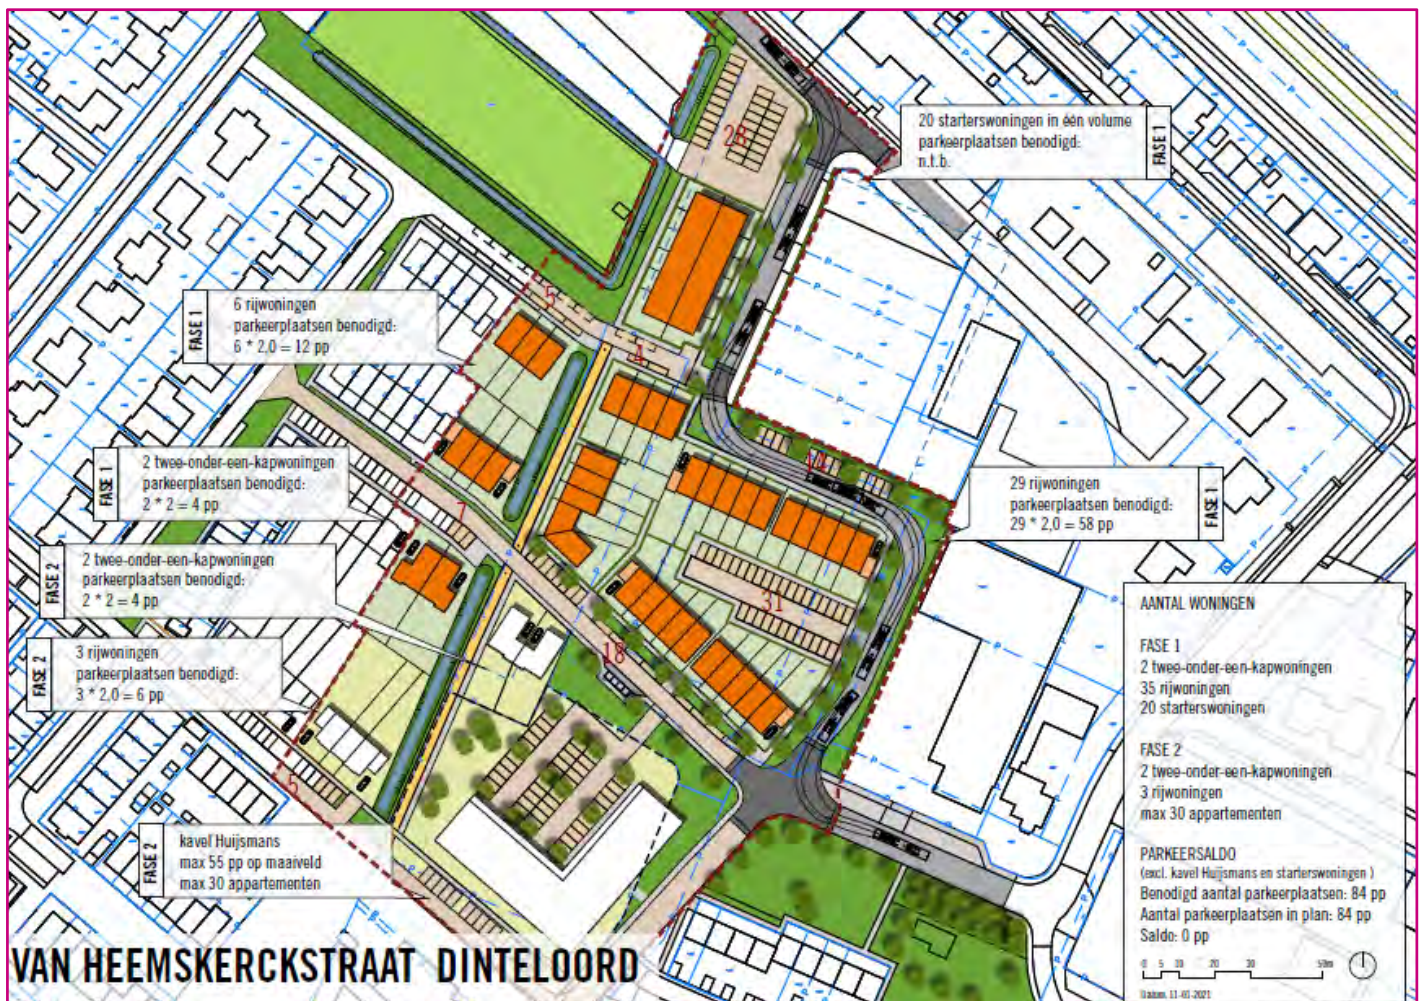 20 starterswoningen in één volume
parkeerplaatsen benodigd:
n.t.b.
FASE 1
28
5
FASE 1
6 rijwoningen
parkeerplaatsen benodigd:
6 * 2,0 = 12 pp
4
FASE 1
2 twee-onder-een-kapwoningen
parkeerplaatsen benodigd:
2 * 2 = 4 pp
7
29 rijwoningen
parkeerplaatsen benodigd:
29 * 2,0 = 58 pp
FASE 1
FASE 2
2 twee-onder-een-kapwoningen
parkeerplaatsen benodigd:
2 * 2 = 4 pp
31
18
FASE 2
3 rijwoningen
parkeerplaatsen benodigd:
3 * 2,0 = 6 pp
5
FASE 2
kavel Huijsmans
max 55 pp op maaiveld
max 30 appartementen
AANTAL WONINGEN
FASE 1
2 twee-onder-een-kapwoningen
35 rijwoningen
20 starterswoningen
FASE 2
2 twee-onder-een-kapwoningen
3 rijwoningen
max 30 appartementen
PARKEERSALDO
(excl. kavel Huijsmans en starterswoningen )
Benodigd aantal parkeerplaatsen: 84 pp
Aantal parkeerplaatsen in plan: 84 pp
Saldo: 0 pp
0 5 10 20 30 50m
VAN HEEMSKERCKSTRAAT DINTELOORD